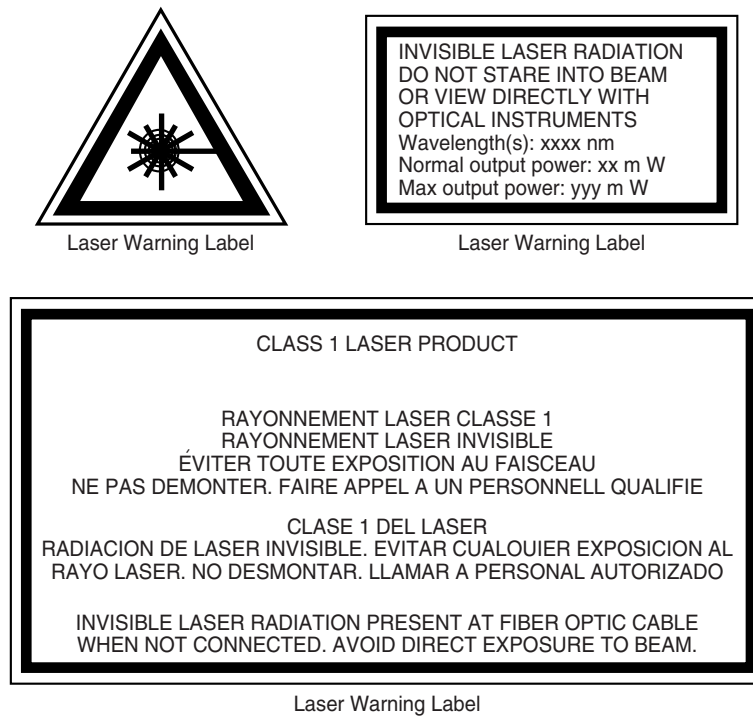 Laser Warning Label
INVISIBLE LASER RADIATION
DO NOT STARE INTO BEAM
OR VIEW DIRECTLY WITH
OPTICAL INSTRUMENTS
Wavelength(s): xxxx nm
Normal output power: xx m W
Max output power: yyy m W
Laser Warning Label
CLASS 1 LASER PRODUCT
RAYONNEMENT LASER CLASSE 1
RAYONNEMENT LASER INVISIBLE
ÉVITER TOUTE EXPOSITION AU FAISCEAU
NE PAS DEMONTER. FAIRE APPEL A UN PERSONNELL QUALIFIE
CLASE 1 DEL LASER
RADIACION DE LASER INVISIBLE. EVITAR CUALOUIER EXPOSICION AL
RAYO LASER. NO DESMONTAR. LLAMAR A PERSONAL AUTORIZADO
INVISIBLE LASER RADIATION PRESENT AT FIBER OPTIC CABLE
WHEN NOT CONNECTED. AVOID DIRECT EXPOSURE TO BEAM.
Laser Warning Label